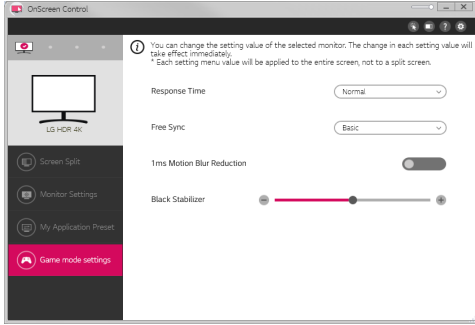 OnScreen Control
You can change the setting value of the selected monitor. The change in each setting value will
take effect immediately.
* Each setting menu value will be applied to the entire screen, not to a split screen.
LG HDR 4K
Response Time
Normal
Free Sync
Basic
Screen Split
1ms Motion Blur Reduction
Monitor Settings
Black Stabilizer
My Application Preset
Game mode settings